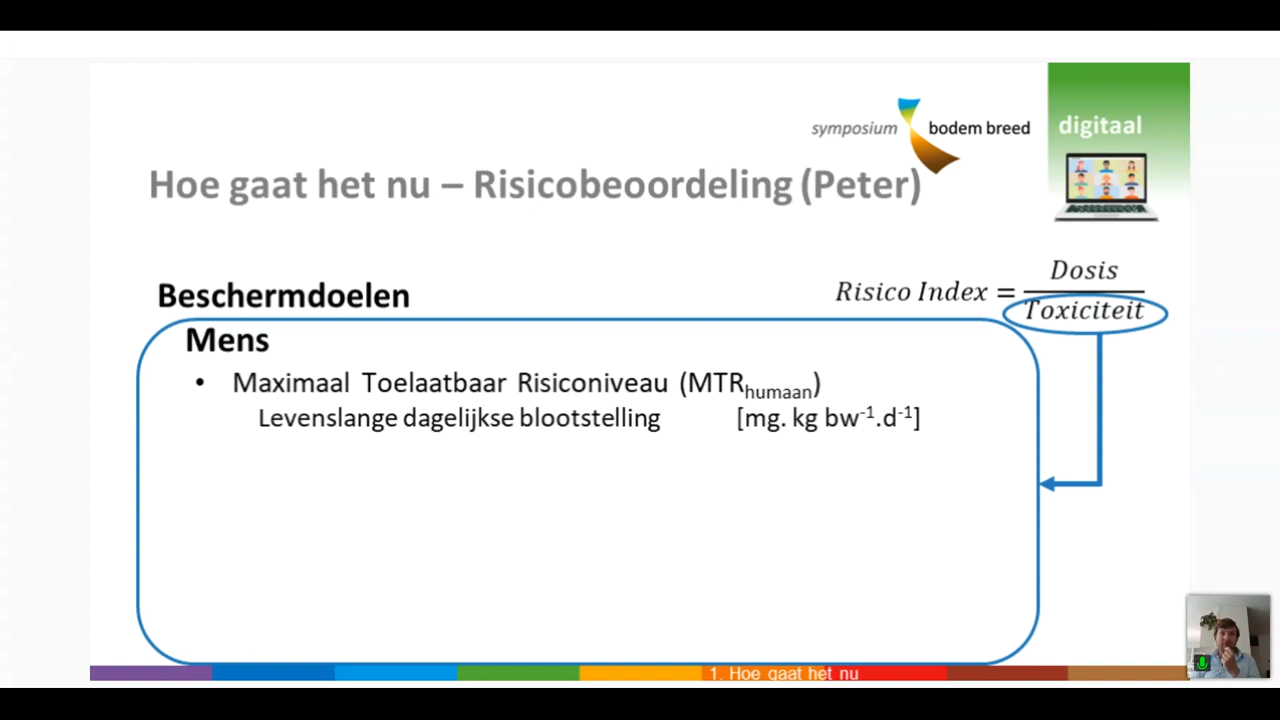 symposium bodem breed digitaal
Hoe gaat het nu – Risicobeoordeling (Peter)
Beschermdoelen
Risico Index = Dosis / Toxiciteit
Mens
• Maximaal Toelaatbaar Risiconiveau (MTRhumaan)
Levenslange dagelijkse blootstelling [mg. kg bw⁻¹.d⁻¹]
1. Hoe gaat het nu